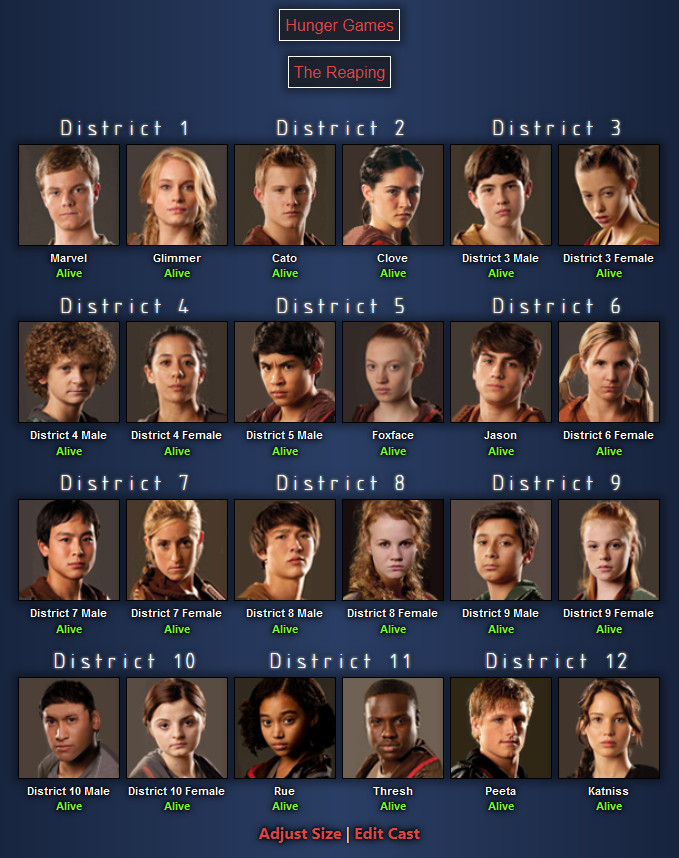 Hunger Games
The Reaping
District 1 District 2 District 3
Marvel Glimmer Cato Clove District 3 Male District 3 Female
Alive Alive Alive Alive Alive Alive
District 4 District 5 District 6
District 4 Male District 4 Female District 5 Male Foxface Jason District 6 Female
Alive Alive Alive Alive Alive Alive
District 7 District 8 District 9
District 7 Male District 7 Female District 8 Male District 8 Female District 9 Male District 9 Female
Alive Alive Alive Alive Alive Alive
District 10 District 11 District 12
District 10 Male District 10 Female Rue Thresh Peeta Katniss
Alive Alive Alive Alive Alive Alive
Adjust Size | Edit Cast